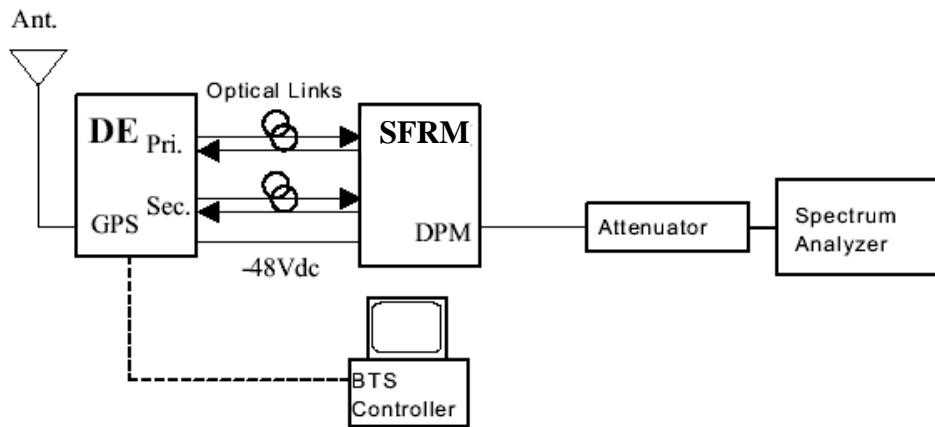 Ant.
Optical Links
DE
Pri.
SFRM
Sec.
GPS
DPM
-48Vdc
Attenuator
Spectrum
Analyzer
BTS
Controller